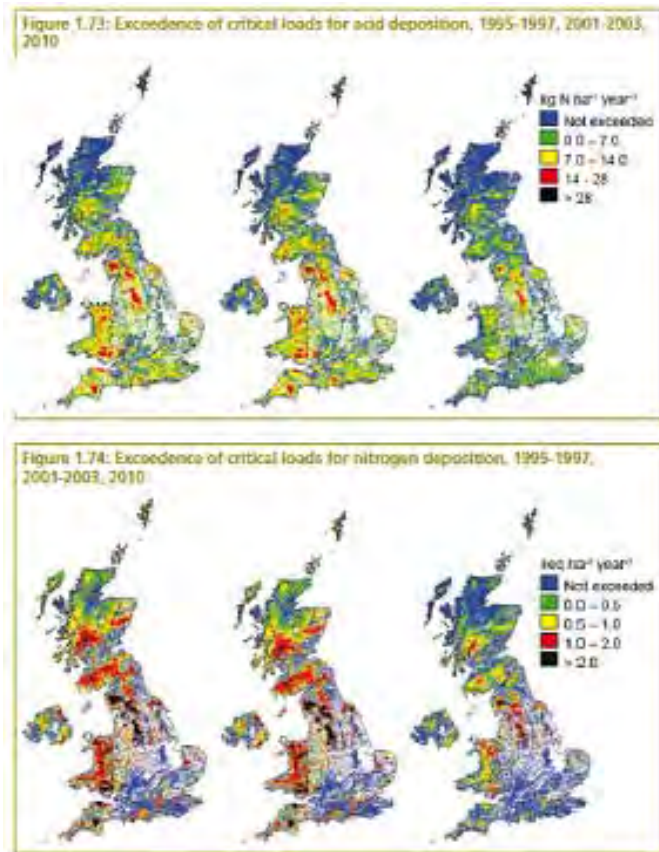 Figure 1.73: Exceedence of critical loads for acid deposition, 1995-1997, 2001-2003,
2010
kg N ha⁻¹ year⁻¹
Not exceeded
0.0 – 7.0
7.0 – 14.0
14 - 28
> 28
Figure 1.74: Exceedence of critical loads for nitrogen deposition, 1995-1997,
2001-2003, 2010
keq ha⁻¹ year⁻¹
Not exceeded
0.0 – 0.5
0.5 – 1.0
1.0 – 2.0
> 2.0